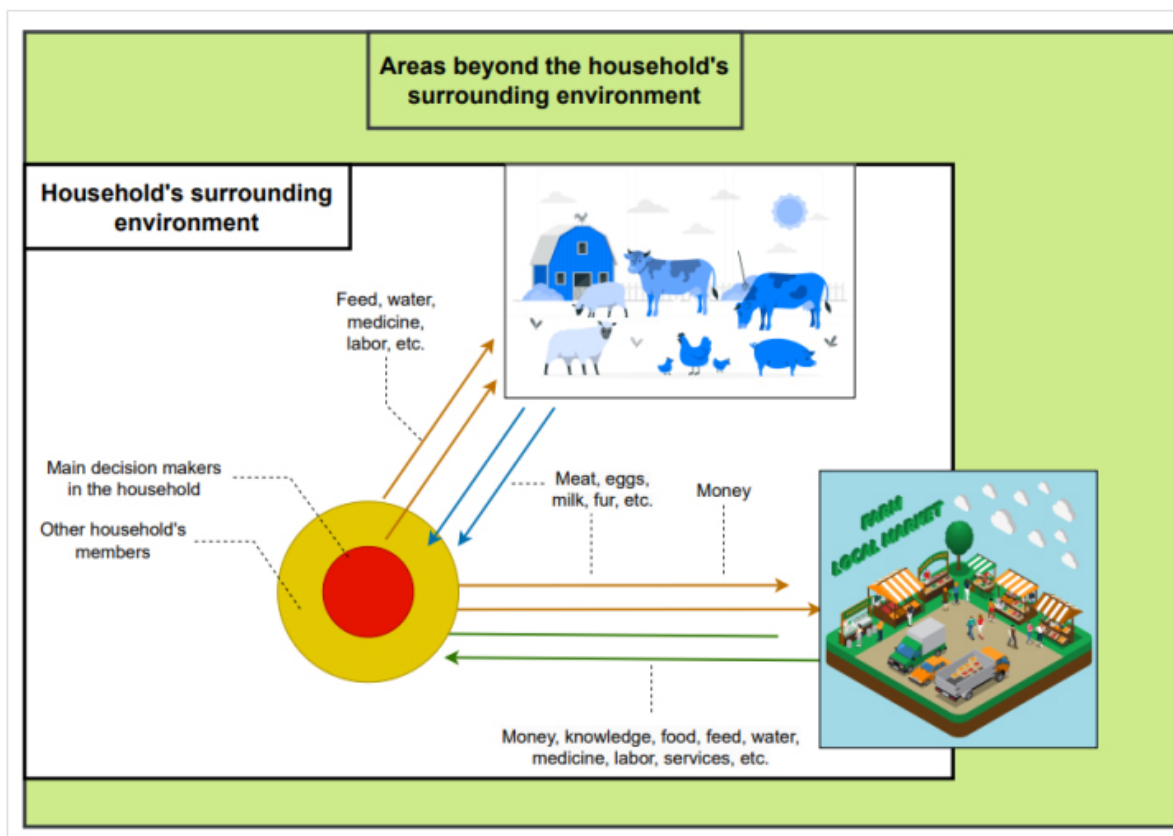 Areas beyond the household's
surrounding environment
Household's surrounding
environment
Feed, water,
medicine,
labor, etc.
Main decision makers
in the household
Other household's
members
Meat, eggs,
milk, fur, etc.
Money
FARM
LOCAL MARKET
Money, knowledge, food, feed, water,
medicine, labor, services, etc.